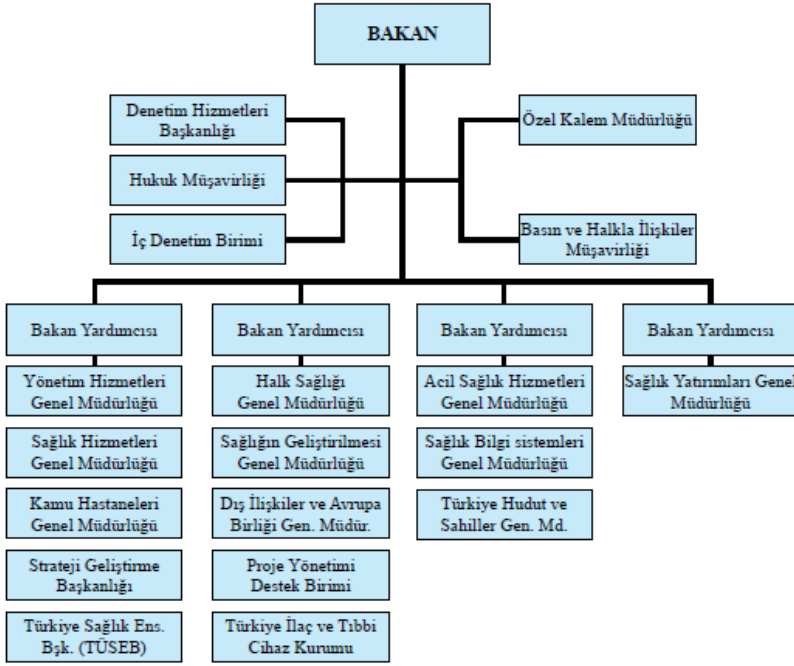 BAKAN
Denetim Hizmetleri
Başkanlığı
Hukuk Müşavirliği
İç Denetim Birimi
Özel Kalem Müdürlüğü
Basın ve Halkla İlişkiler
Müşavirliği
Bakan Yardımcısı
Yönetim Hizmetleri
Genel Müdürlüğü
Sağlık Hizmetleri
Genel Müdürlüğü
Kamu Hastaneleri
Genel Müdürlüğü
Strateji Geliştirme
Başkanlığı
Türkiye Sağlık Ens.
Bşk. (TÜSEB)
Bakan Yardımcısı
Halk Sağlığı
Genel Müdürlüğü
Sağlığın Geliştirilmesi
Genel Müdürlüğü
Dış İlişkiler ve Avrupa
Birliği Gen. Müdür.
Proje Yönetimi
Destek Birimi
Türkiye İlaç ve Tıbbi
Cihaz Kurumu
Bakan Yardımcısı
Acil Sağlık Hizmetleri
Genel Müdürlüğü
Sağlık Bilgi sistemleri
Genel Müdürlüğü
Türkiye Hudut ve
Sahiller Gen. Md.
Bakan Yardımcısı
Sağlık Yatırımları Genel
Müdürlüğü